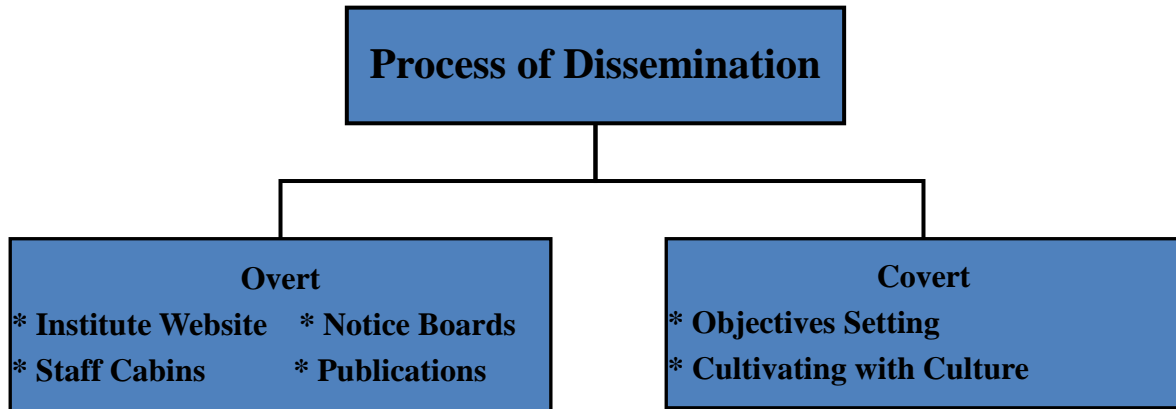 Process of Dissemination
Overt
* Institute Website * Notice Boards
* Staff Cabins * Publications
Covert
* Objectives Setting
* Cultivating with Culture